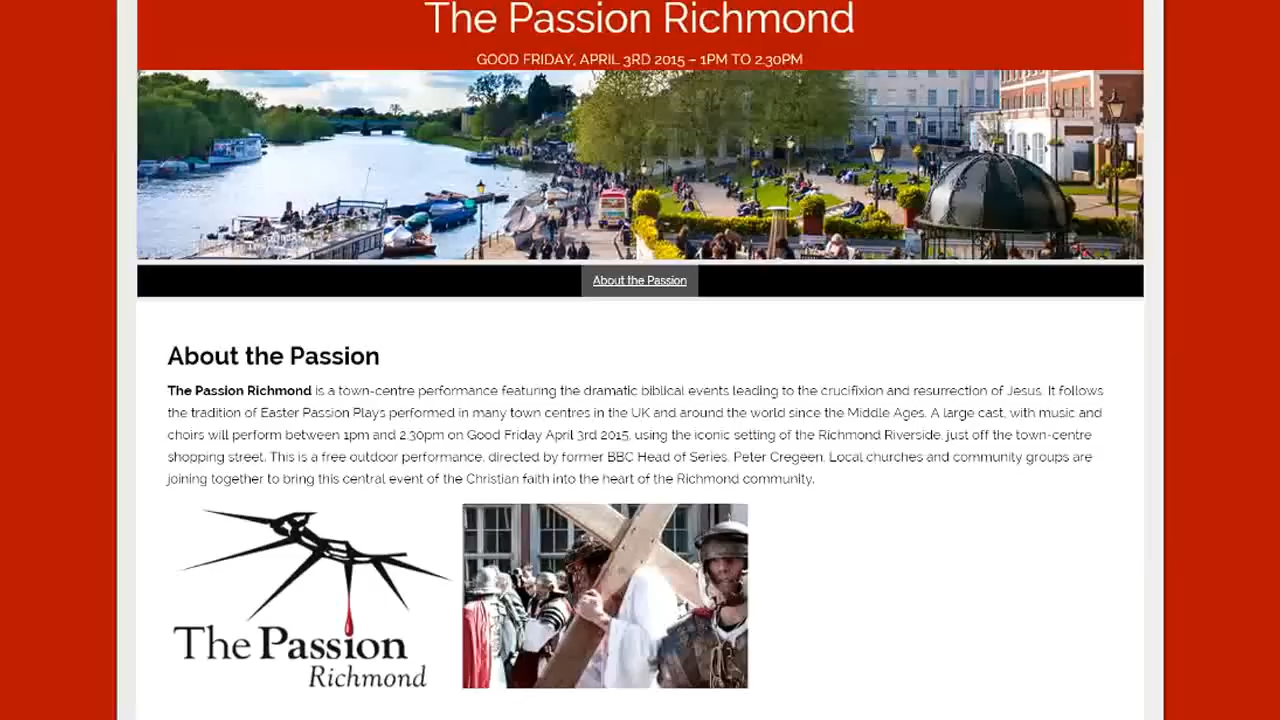 The Passion Richmond
GOOD FRIDAY, APRIL 3RD 2015 – 1PM TO 2.30PM
About the Passion
About the Passion
The Passion Richmond is a town-centre performance featuring the dramatic biblical events leading to the crucifixion and resurrection of Jesus. It follows
the tradition of Easter Passion Plays performed in many town centres in the UK and around the world since the Middle Ages. A large cast, with music and
choirs will perform between 1pm and 2.30pm on Good Friday April 3rd 2015, using the iconic setting of the Richmond Riverside, just off the town-centre
shopping street. This is a free outdoor performance, directed by former BBC Head of Series, Peter Cregeen. Local churches and community groups are
joining together to bring this central event of the Christian faith into the heart of the Richmond community.
The Passion
Richmond